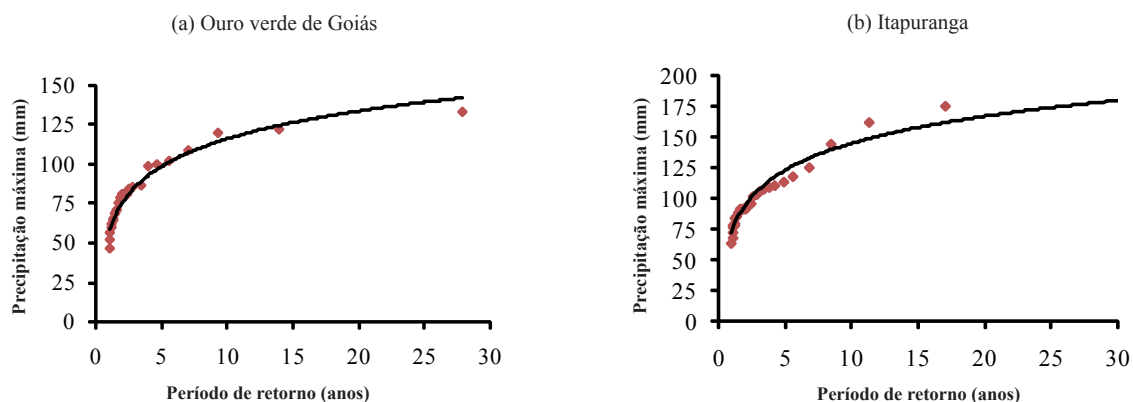 (a) Ouro verde de Goiás
Precipitação máxima (mm)
150
125
100
75
50
25
0
0 5 10 15 20 25 30
Período de retorno (anos)
(b) Itapuranga
Precipitação máxima (mm)
200
175
150
125
100
75
50
25
0
0 5 10 15 20 25 30
Período de retorno (anos)